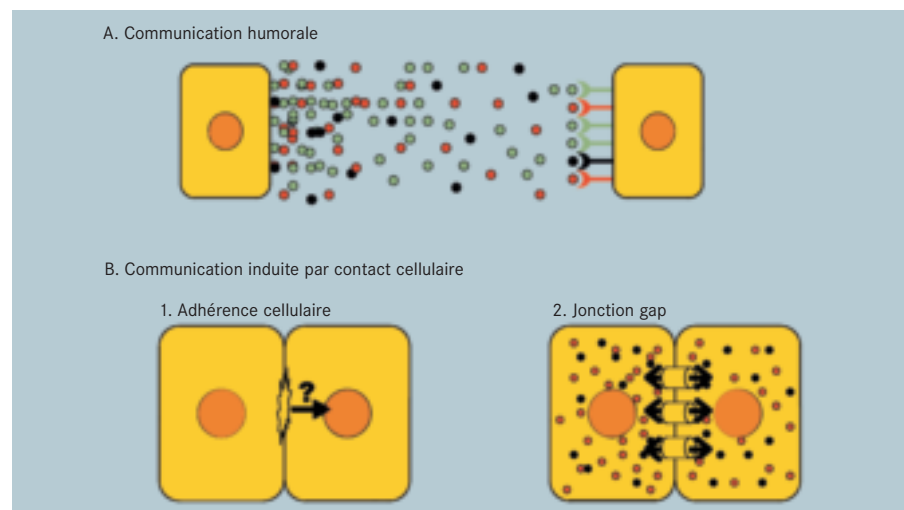 A. Communication humorale
B. Communication induite par contact cellulaire
1. Adhérence cellulaire
2. Jonction gap
?